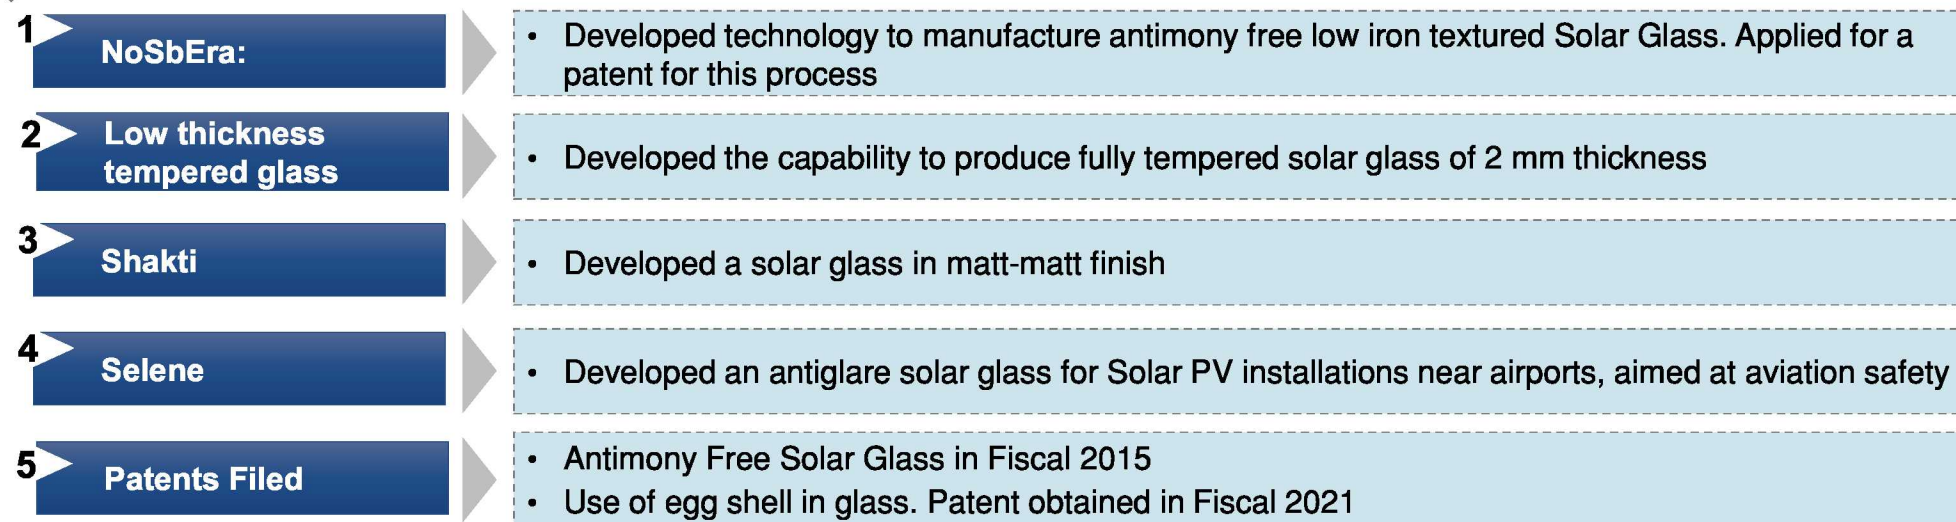 1
NoSbEra:
• Developed technology to manufacture antimony free low iron textured Solar Glass. Applied for a
patent for this process
2
Low thickness
tempered glass
• Developed the capability to produce fully tempered solar glass of 2 mm thickness
3
Shakti
• Developed a solar glass in matt-matt finish
4
Selene
• Developed an antiglare solar glass for Solar PV installations near airports, aimed at aviation safety
5
Patents Filed
• Antimony Free Solar Glass in Fiscal 2015
• Use of egg shell in glass. Patent obtained in Fiscal 2021